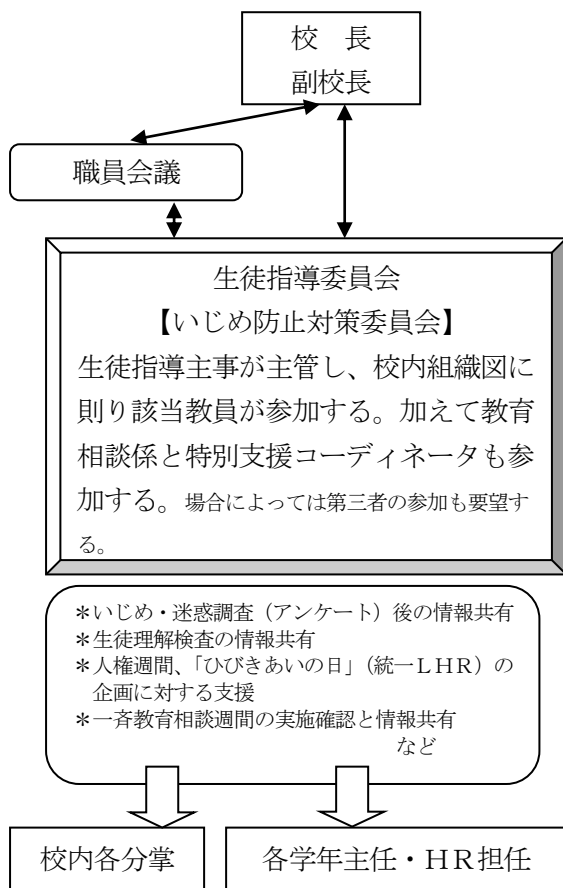 校　長
副校長
職員会議
生徒指導委員会
【いじめ防止対策委員会】
生徒指導主事が主管し、校内組織図に
則り該当教員が参加する。加えて教育
相談係と特別支援コーディネータも参
加する。場合によっては第三者の参加も要望す
る。
＊いじめ・迷惑調査（アンケート）後の情報共有
＊生徒理解検査の情報共有
＊人権週間、「ひびきあいの日」（統一ＬＨＲ）の
企画に対する支援
＊一斉教育相談週間の実施確認と情報共有
など
校内各分掌
各学年主任・ＨＲ担任